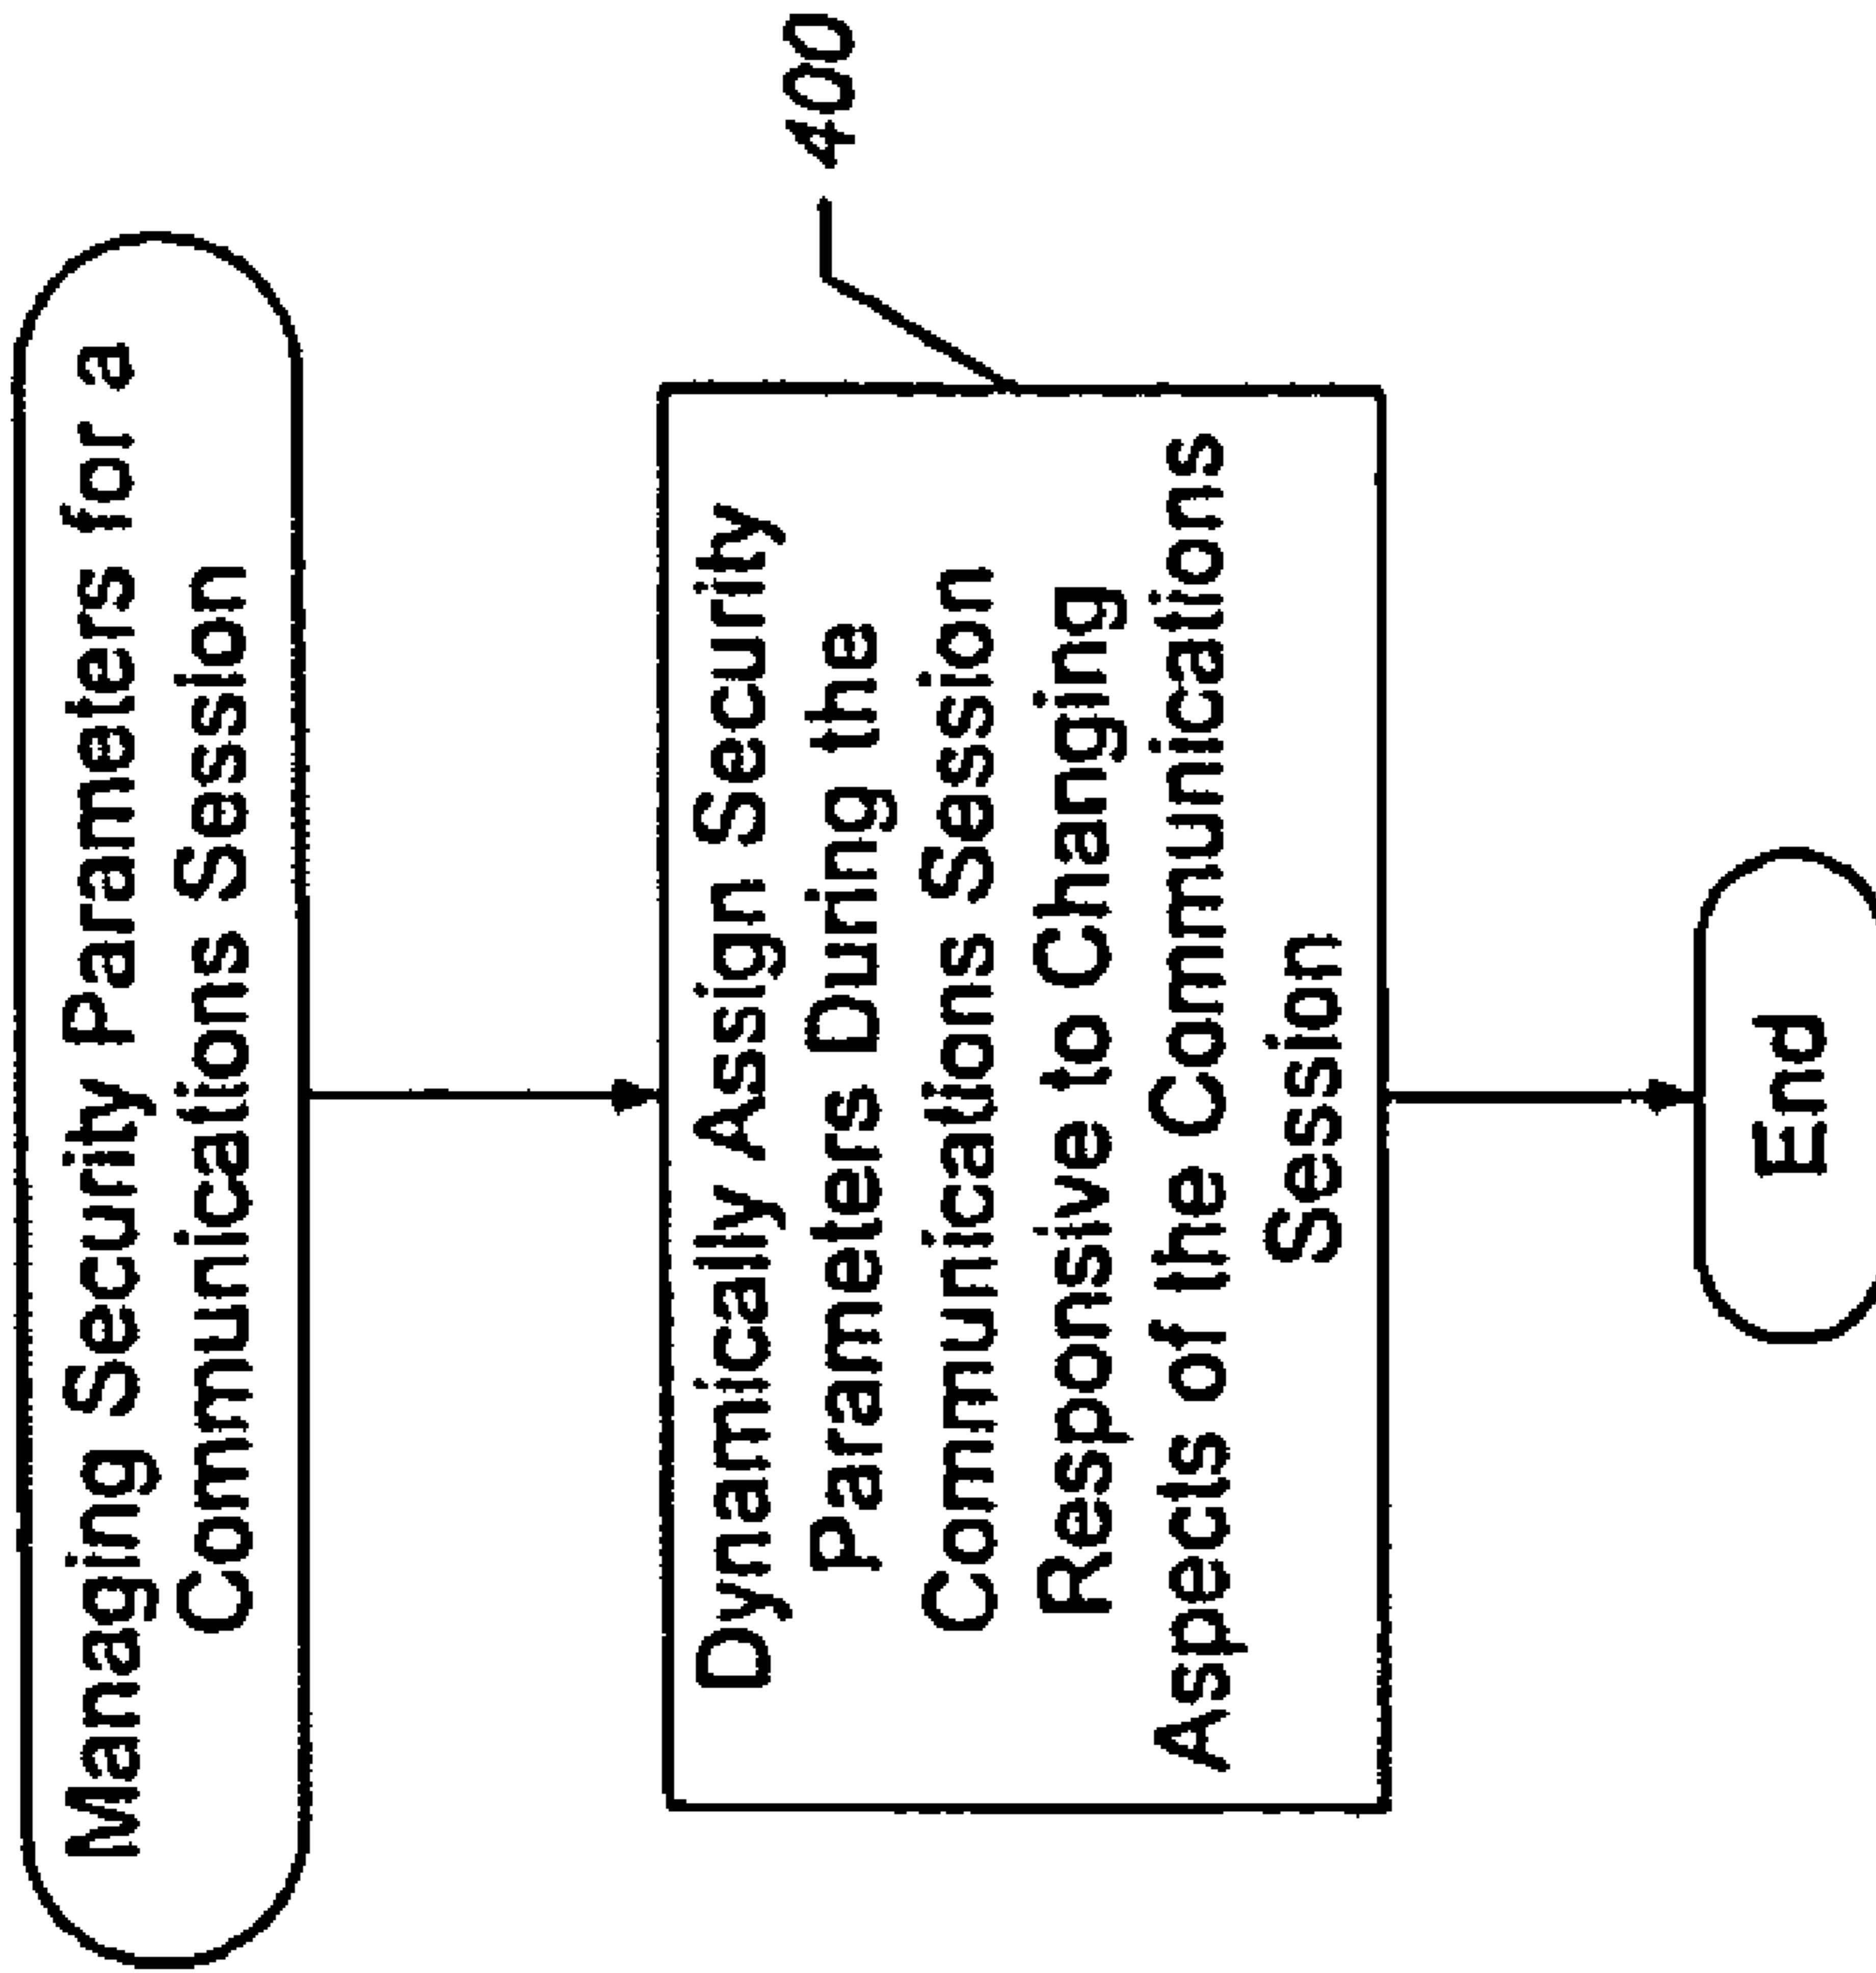 Managing Security Parameters for a
Communications Session
Dynamically Assign Security
Parameters During the
Communications Session
Responsive to Changing
Aspects of the Communications
Session
400
End